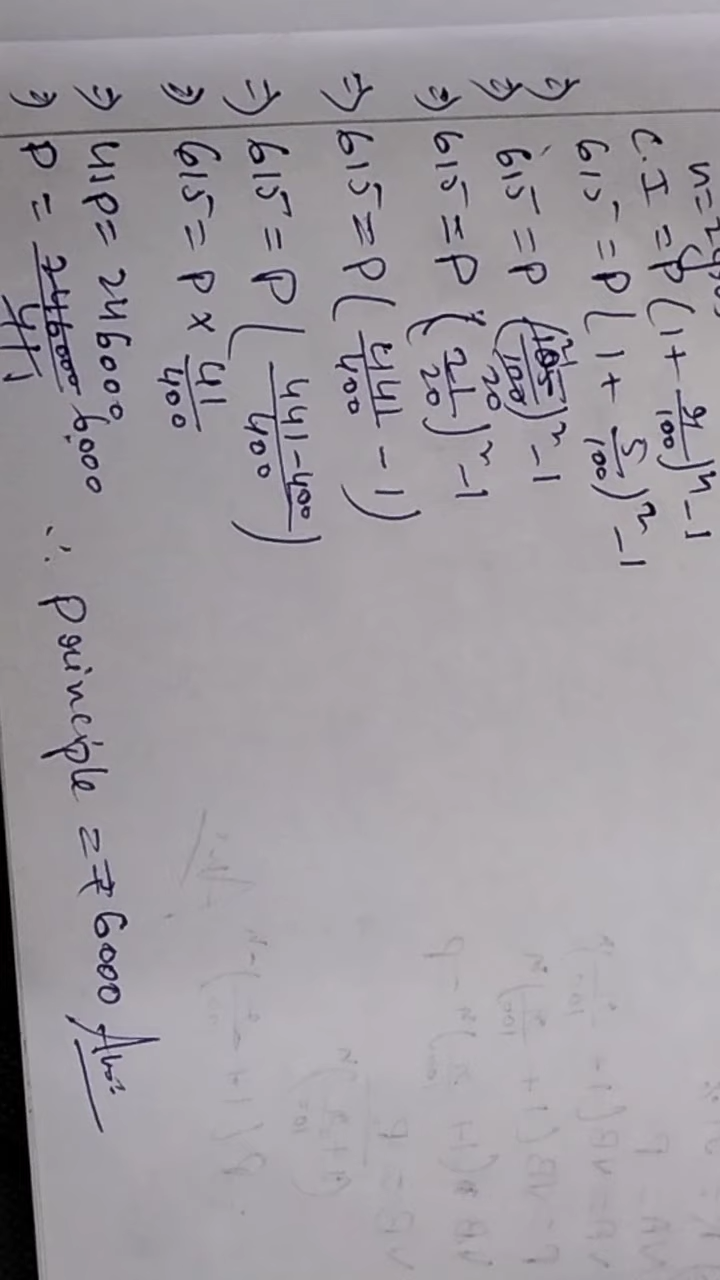 n = 2 years
C.I = P(1 + r/100)^n - 1
⇒ 615 = P(1 + 5/100)^2 - 1
⇒ 615 = P (105/100)^2 - 1
⇒ 615 = P (21/20)^2 - 1
⇒ 615 = P(441/400 - 1)
⇒ 615 = P(441-400/400)
⇒ 615 = P × 41/400
⇒ 41P = 246000
⇒ P = 246000/41 6,000 ∴ principle = ₹ 6000 Ans